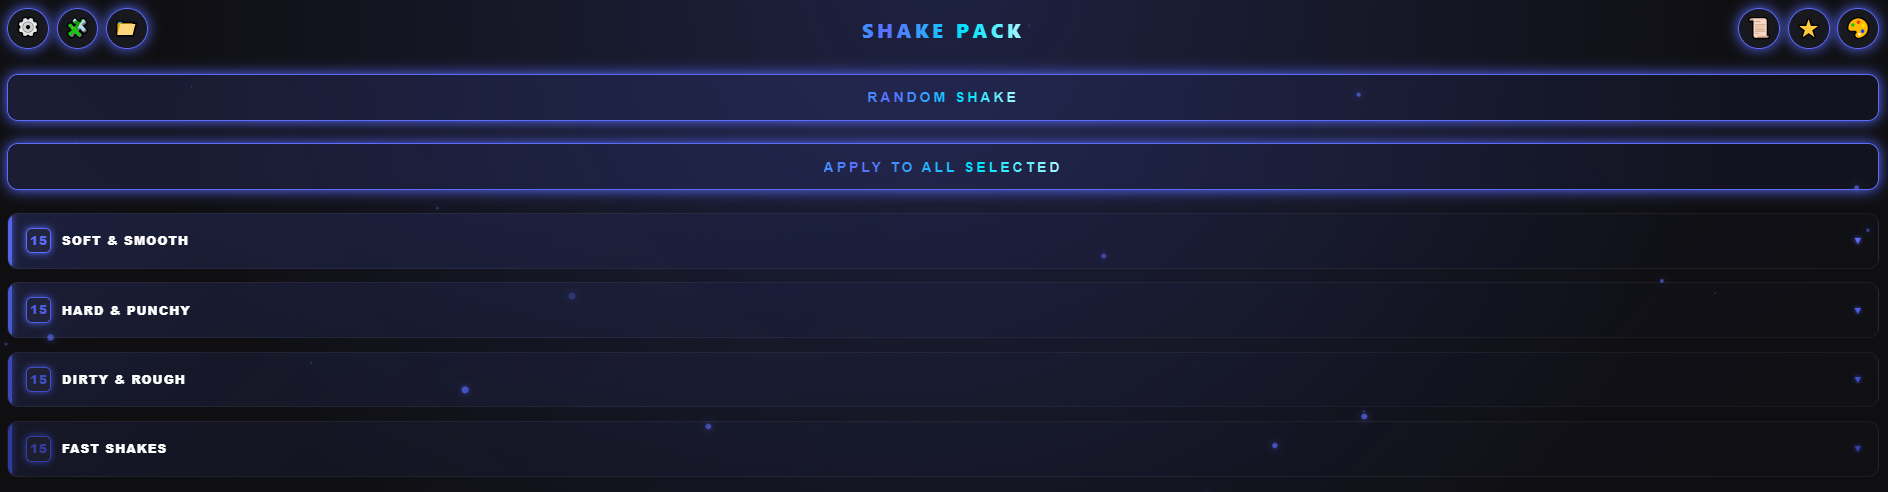 SHAKE PACK
RANDOM SHAKE
APPLY TO ALL SELECTED
15 SOFT & SMOOTH
15 HARD & PUNCHY
15 DIRTY & ROUGH
15 FAST SHAKES